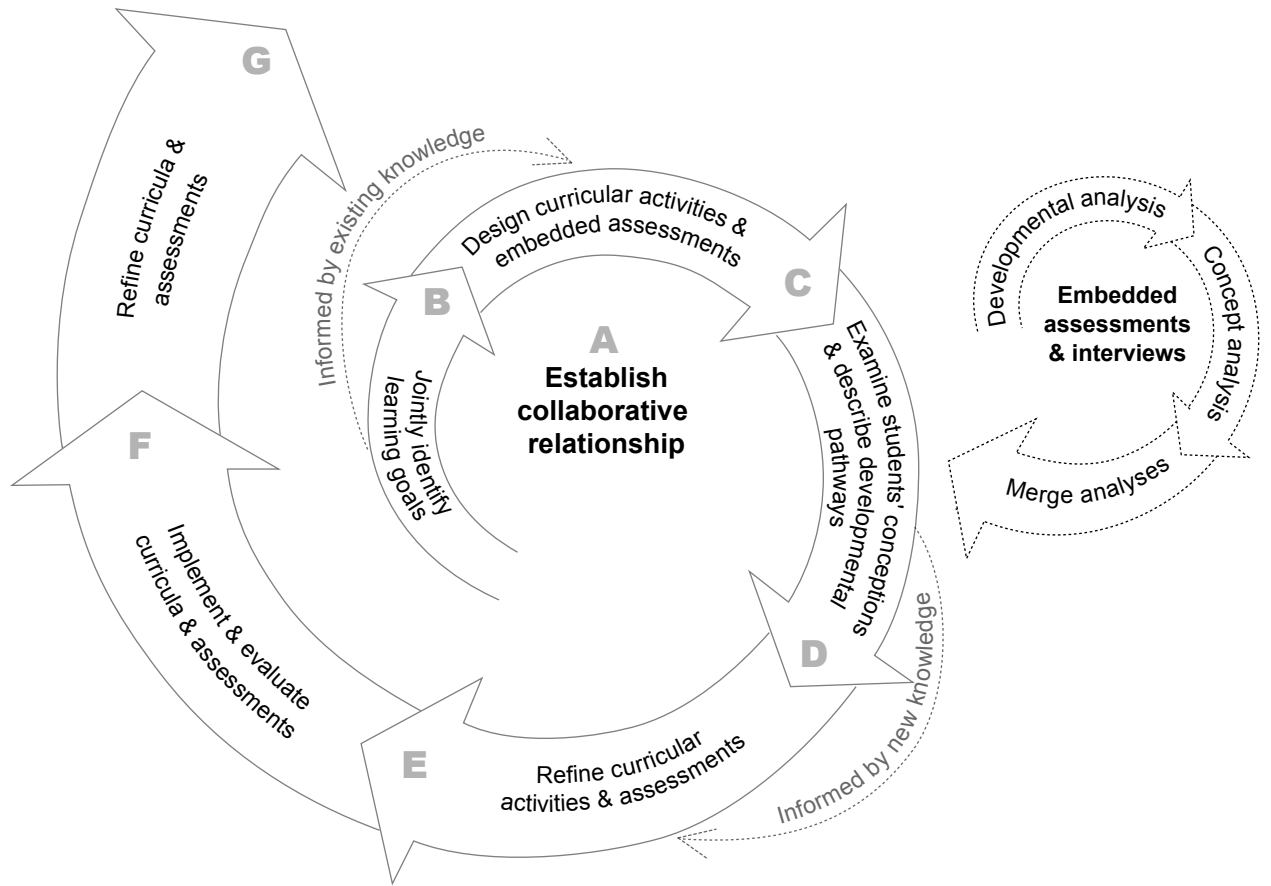 A
Establish
collaborative
relationship
B
Jointly identify
learning goals
Informed by existing knowledge
C
Design curricular activities &
embedded assessments
D
Examine students' conceptions
& describe developmental
pathways
Informed by new knowledge
E
Refine curricular
activities & assessments
F
Implement & evaluate
curricula & assessments
G
Refine curricula &
assessments
Embedded
assessments
& interviews
Developmental analysis
Concept analysis
Merge analyses